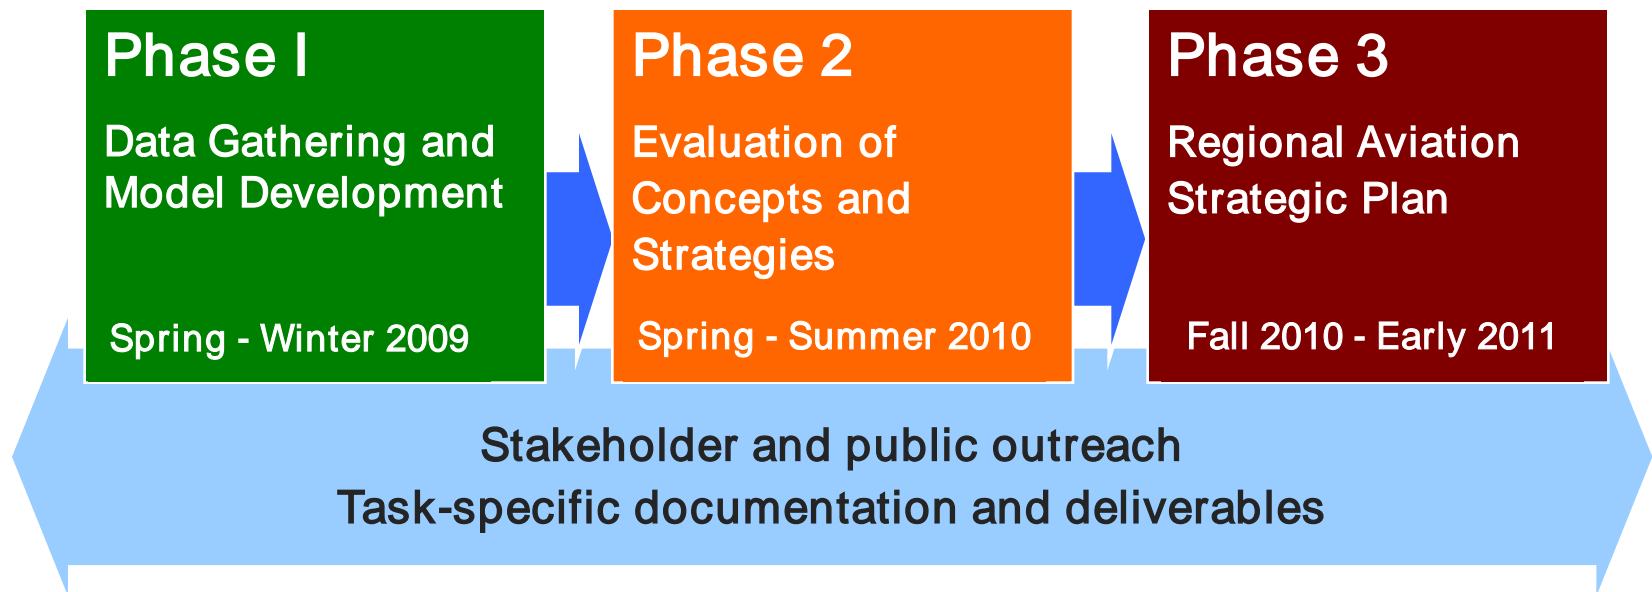 Phase I
Data Gathering and
Model Development
Spring - Winter 2009
Phase 2
Evaluation of
Concepts and
Strategies
Spring - Summer 2010
Phase 3
Regional Aviation
Strategic Plan
Fall 2010 - Early 2011
Stakeholder and public outreach
Task-specific documentation and deliverables